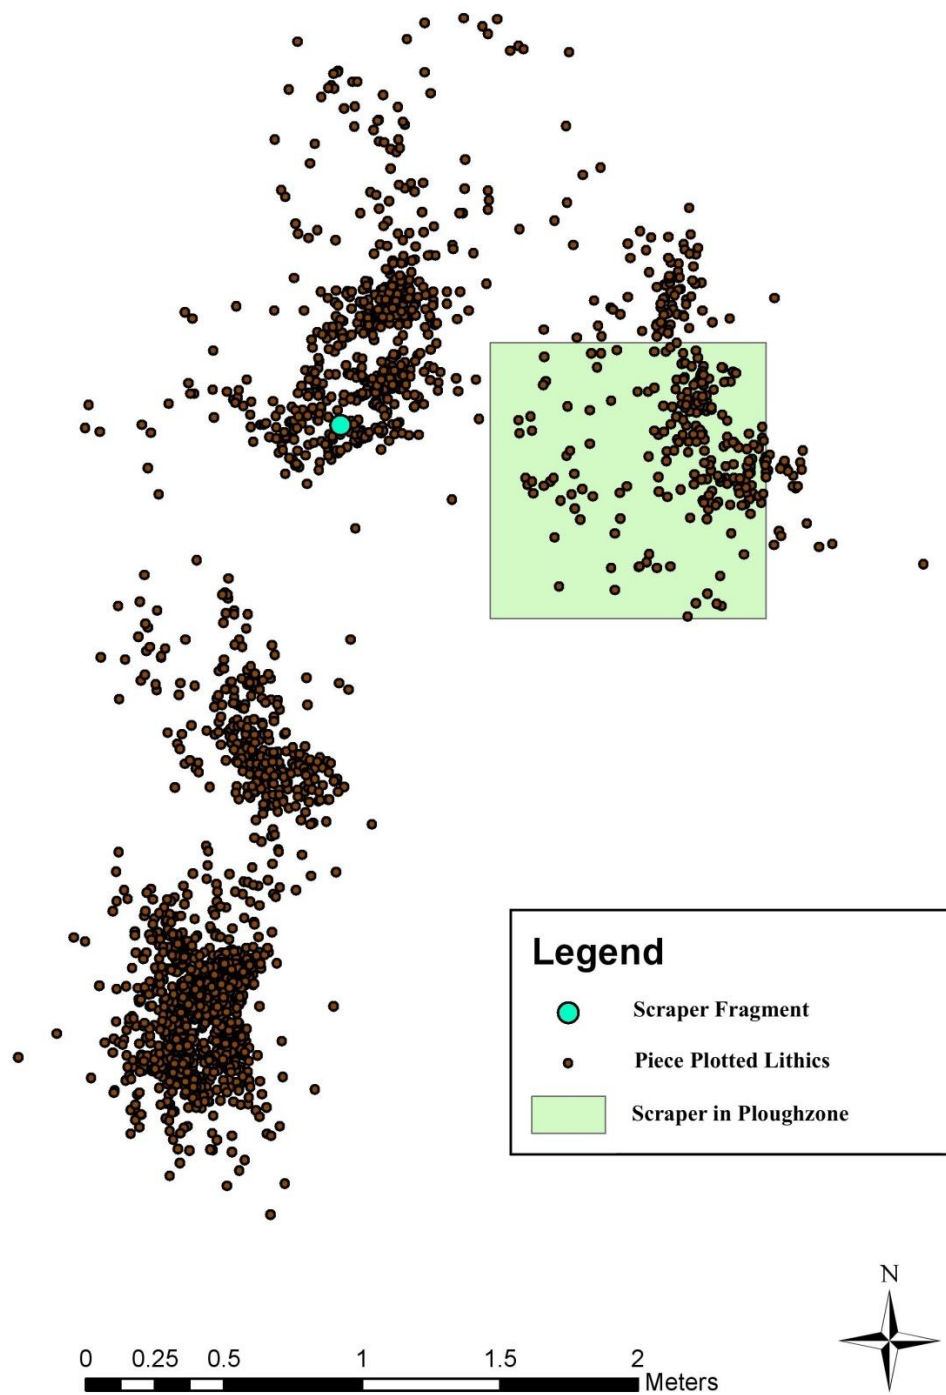 Legend
Scraper Fragment
Piece Plotted Lithics
Scraper in Ploughzone
N
0 0.25 0.5 1 1.5 2
Meters